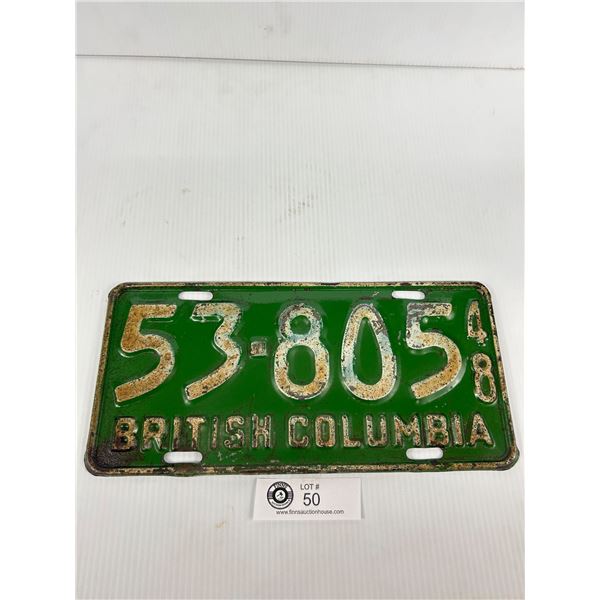 53-805 48
BRITISH COLUMBIA
LOT #
50
www.finnsauctionhouse.com